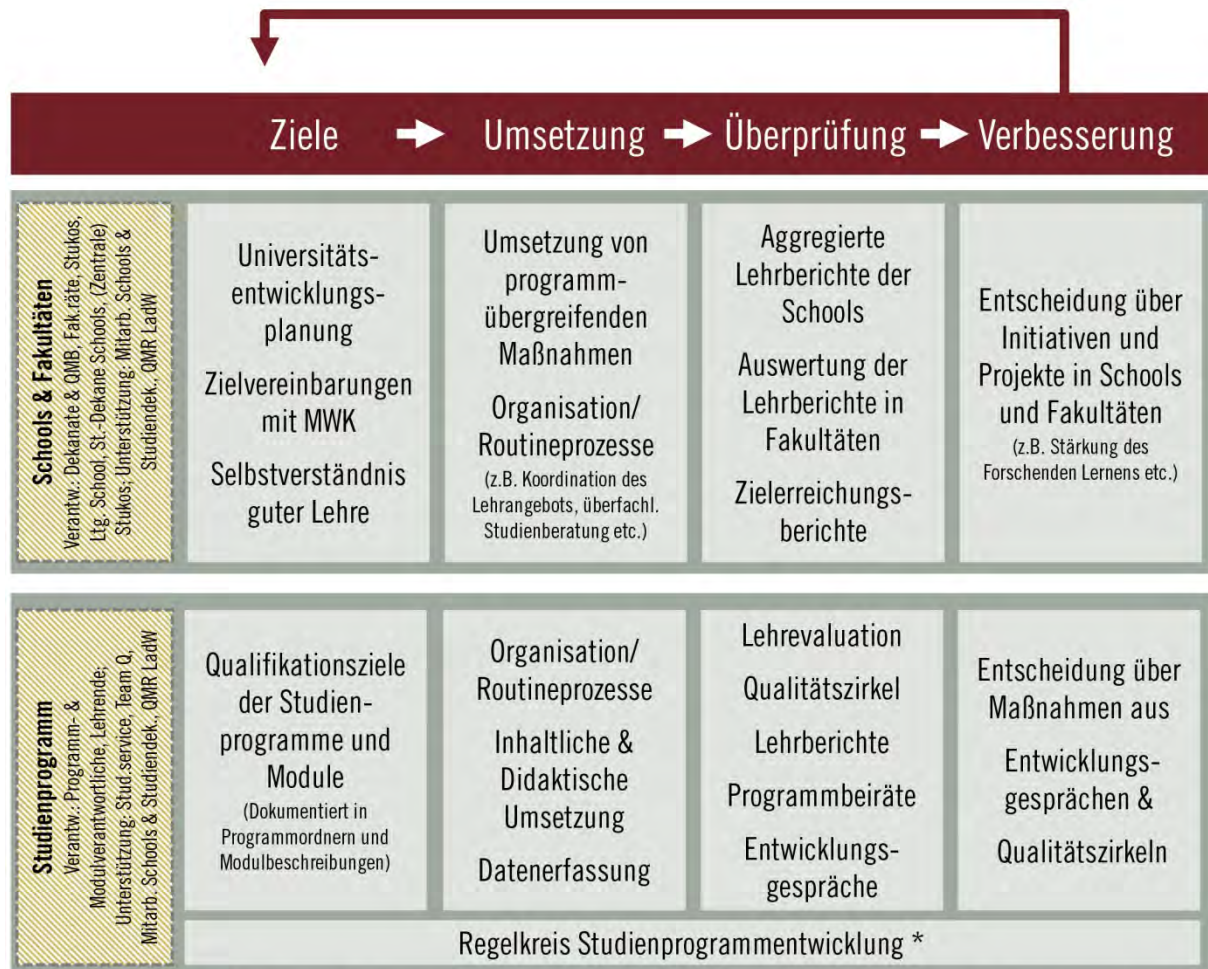 Ziele → Umsetzung → Überprüfung → Verbesserung
Schools & Fakultäten
Verantw.: Dekanate & QMB, Fak.räte, Stukos,
Ltg. School, St.-Dekane Schools, (Zentrale)
Stukos; Unterstützung: Mitarb. Schools &
Studiendek., QMR LadW
Universitäts-
entwicklungs-
planung
Zielvereinbarungen
mit MWK
Selbstverständnis
guter Lehre
Umsetzung von
programm-
übergreifenden
Maßnahmen
Organisation/
Routineprozesse
(z.B. Koordination des
Lehrangebots, überfachl.
Studienberatung etc.)
Aggregierte
Lehrberichte der
Schools
Auswertung der
Lehrberichte in
Fakultäten
Zielerreichungs-
berichte
Entscheidung über
Initiativen und
Projekte in Schools
und Fakultäten
(z.B. Stärkung des
Forschenden Lernens etc.)
Studienprogramm
Verantw.: Programm- &
Modulverantwortliche, Lehrende;
Unterstützung: Stud.service, Team Q,
Mitarb. Schools & Studiendek., QMR LadW
Qualifikationsziele
der Studien-
programme und
Module
(Dokumentiert in
Programmordnern und
Modulbeschreibungen)
Organisation/
Routineprozesse
Inhaltliche &
Didaktische
Umsetzung
Datenerfassung
Lehrevaluation
Qualitätszirkel
Lehrberichte
Programmbeiräte
Entwicklungs-
gespräche
Entscheidung über
Maßnahmen aus
Entwicklungs-
gesprächen &
Qualitätszirkeln
Regelkreis Studienprogrammentwicklung *